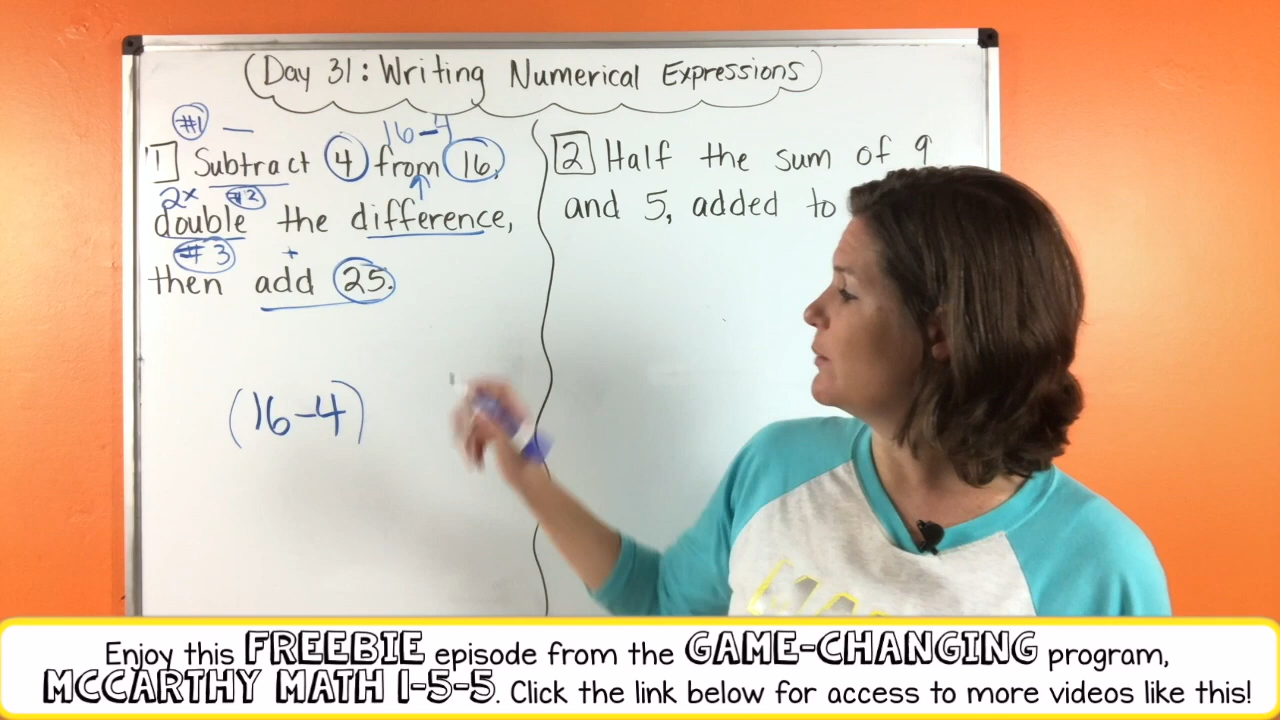 Day 31: Writing Numerical Expressions
#1 — 16-4
1 Subtract 4 from 16,
2x #2
double the difference,
#3 +
then add 25.
(16-4)
2 Half the sum of 9
and 5, added to
Enjoy this FREEBIE episode from the GAME-CHANGING program,
MCCARTHY MATH 1-5-5. Click the link below for access to more videos like this!